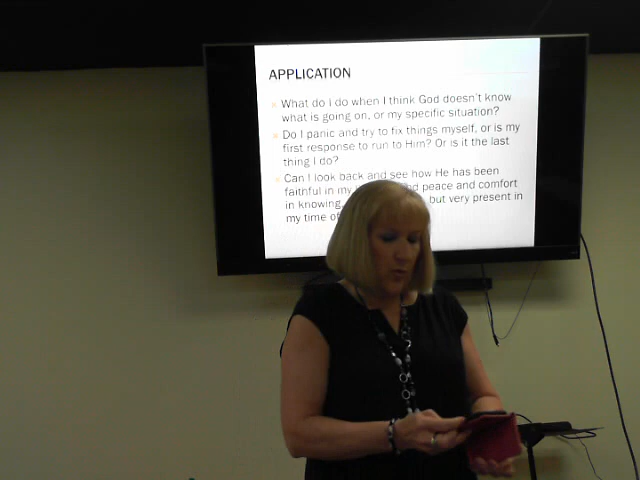 APPLICATION
What do I do when I think God doesn't know
what is going on, or my specific situation?
Do I panic and try to fix things myself, or is my
first response to run to Him? Or is it the last
thing I do?
Can I look back and see how He has been
faithful in my peace and comfort
in knowing, but very present in
my time of